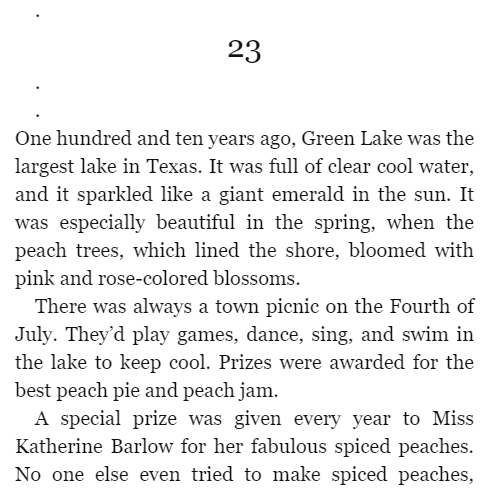 23
One hundred and ten years ago, Green Lake was the
largest lake in Texas. It was full of clear cool water,
and it sparkled like a giant emerald in the sun. It
was especially beautiful in the spring, when the
peach trees, which lined the shore, bloomed with
pink and rose-colored blossoms.
There was always a town picnic on the Fourth of
July. They’d play games, dance, sing, and swim in
the lake to keep cool. Prizes were awarded for the
best peach pie and peach jam.
A special prize was given every year to Miss
Katherine Barlow for her fabulous spiced peaches.
No one else even tried to make spiced peaches,